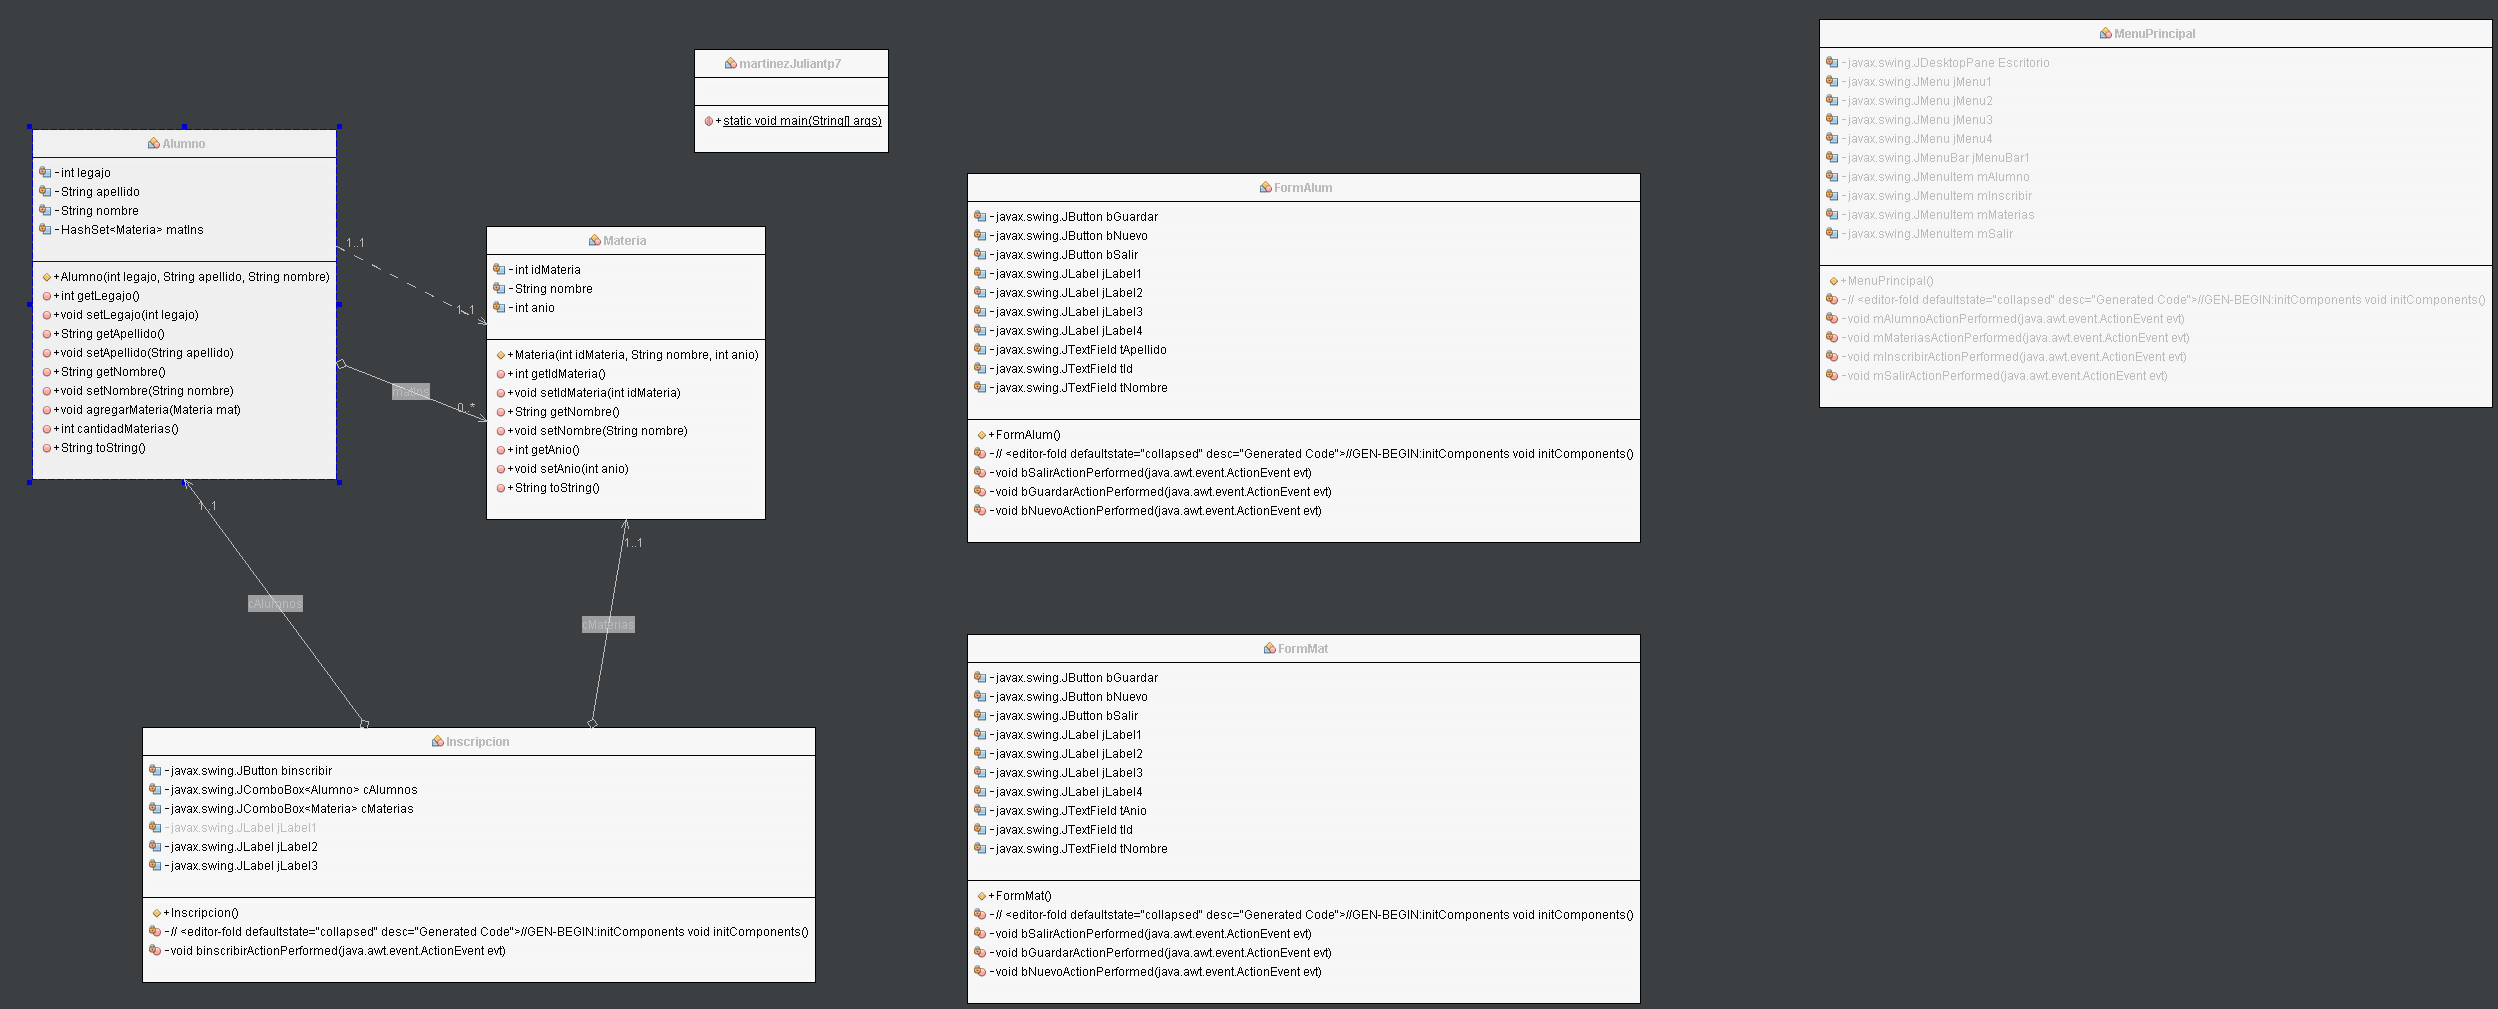 martinezJuliantp7
+static void main(String[] args)
Alumno
-int legajo
-String apellido
-String nombre
-HashSet<Materia> matIns
+Alumno(int legajo, String apellido, String nombre)
+int getLegajo()
+void setLegajo(int legajo)
+String getApellido()
+void setApellido(String apellido)
+String getNombre()
+void setNombre(String nombre)
+void agregarMateria(Materia mat)
+int cantidadMaterias()
+String toString()
1..1
1..1
matIns
0..*
Materia
-int idMateria
-String nombre
-int anio
+Materia(int idMateria, String nombre, int anio)
+int getIdMateria()
+void setIdMateria(int idMateria)
+String getNombre()
+void setNombre(String nombre)
+int getAnio()
+void setAnio(int anio)
+String toString()
1..1
1..1
cAlumnos
cMaterias
Inscripcion
-javax.swing.JButton binscribir
-javax.swing.JComboBox<Alumno> cAlumnos
-javax.swing.JComboBox<Materia> cMaterias
-javax.swing.JLabel jLabel1
-javax.swing.JLabel jLabel2
-javax.swing.JLabel jLabel3
+Inscripcion()
-// <editor-fold defaultstate="collapsed" desc="Generated Code">//GEN-BEGIN:initComponents void initComponents()
-void binscribirActionPerformed(java.awt.event.ActionEvent evt)
FormAlum
-javax.swing.JButton bGuardar
-javax.swing.JButton bNuevo
-javax.swing.JButton bSalir
-javax.swing.JLabel jLabel1
-javax.swing.JLabel jLabel2
-javax.swing.JLabel jLabel3
-javax.swing.JLabel jLabel4
-javax.swing.JTextField tApellido
-javax.swing.JTextField tId
-javax.swing.JTextField tNombre
+FormAlum()
-// <editor-fold defaultstate="collapsed" desc="Generated Code">//GEN-BEGIN:initComponents void initComponents()
-void bSalirActionPerformed(java.awt.event.ActionEvent evt)
-void bGuardarActionPerformed(java.awt.event.ActionEvent evt)
-void bNuevoActionPerformed(java.awt.event.ActionEvent evt)
FormMat
-javax.swing.JButton bGuardar
-javax.swing.JButton bNuevo
-javax.swing.JButton bSalir
-javax.swing.JLabel jLabel1
-javax.swing.JLabel jLabel2
-javax.swing.JLabel jLabel3
-javax.swing.JLabel jLabel4
-javax.swing.JTextField tAnio
-javax.swing.JTextField tId
-javax.swing.JTextField tNombre
+FormMat()
-// <editor-fold defaultstate="collapsed" desc="Generated Code">//GEN-BEGIN:initComponents void initComponents()
-void bSalirActionPerformed(java.awt.event.ActionEvent evt)
-void bGuardarActionPerformed(java.awt.event.ActionEvent evt)
-void bNuevoActionPerformed(java.awt.event.ActionEvent evt)
MenuPrincipal
-javax.swing.JDesktopPane Escritorio
-javax.swing.JMenu jMenu1
-javax.swing.JMenu jMenu2
-javax.swing.JMenu jMenu3
-javax.swing.JMenu jMenu4
-javax.swing.JMenuBar jMenuBar1
-javax.swing.JMenuItem mAlumno
-javax.swing.JMenuItem mInscribir
-javax.swing.JMenuItem mMaterias
-javax.swing.JMenuItem mSalir
+MenuPrincipal()
-// <editor-fold defaultstate="collapsed" desc="Generated Code">//GEN-BEGIN:initComponents void initComponents()
-void mAlumnoActionPerformed(java.awt.event.ActionEvent evt)
-void mMateriasActionPerformed(java.awt.event.ActionEvent evt)
-void mInscribirActionPerformed(java.awt.event.ActionEvent evt)
-void mSalirActionPerformed(java.awt.event.ActionEvent evt)